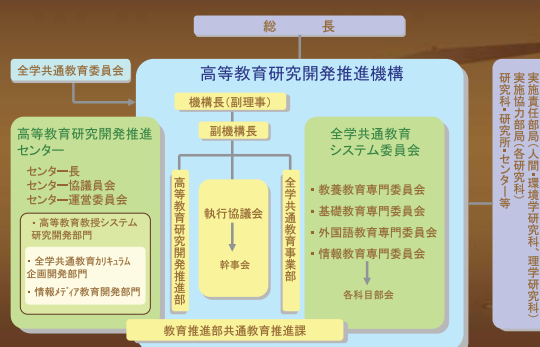 総長
全学共通教育委員会
高等教育研究開発推進機構
機構長(副理事)
副機構長
高等教育研究開発推進
センター
センター長
センター協議員会
センター運営委員会
・高等教育教授システム
研究開発部門
・全学共通教育カリキュラム
企画開発部門
・情報メディア教育開発部門
高等教育研究開発推進部
執行協議会
幹事会
全学共通教育事業部
全学共通教育
システム委員会
・教養教育専門委員会
・基礎教育専門委員会
・外国語教育専門委員会
・情報教育専門委員会
各科目部会
教育推進部共通教育推進課
実施責任部局(人間・環境学研究科、理学研究科)
実施協力部局(各研究科)
研究科・研究所・センター等